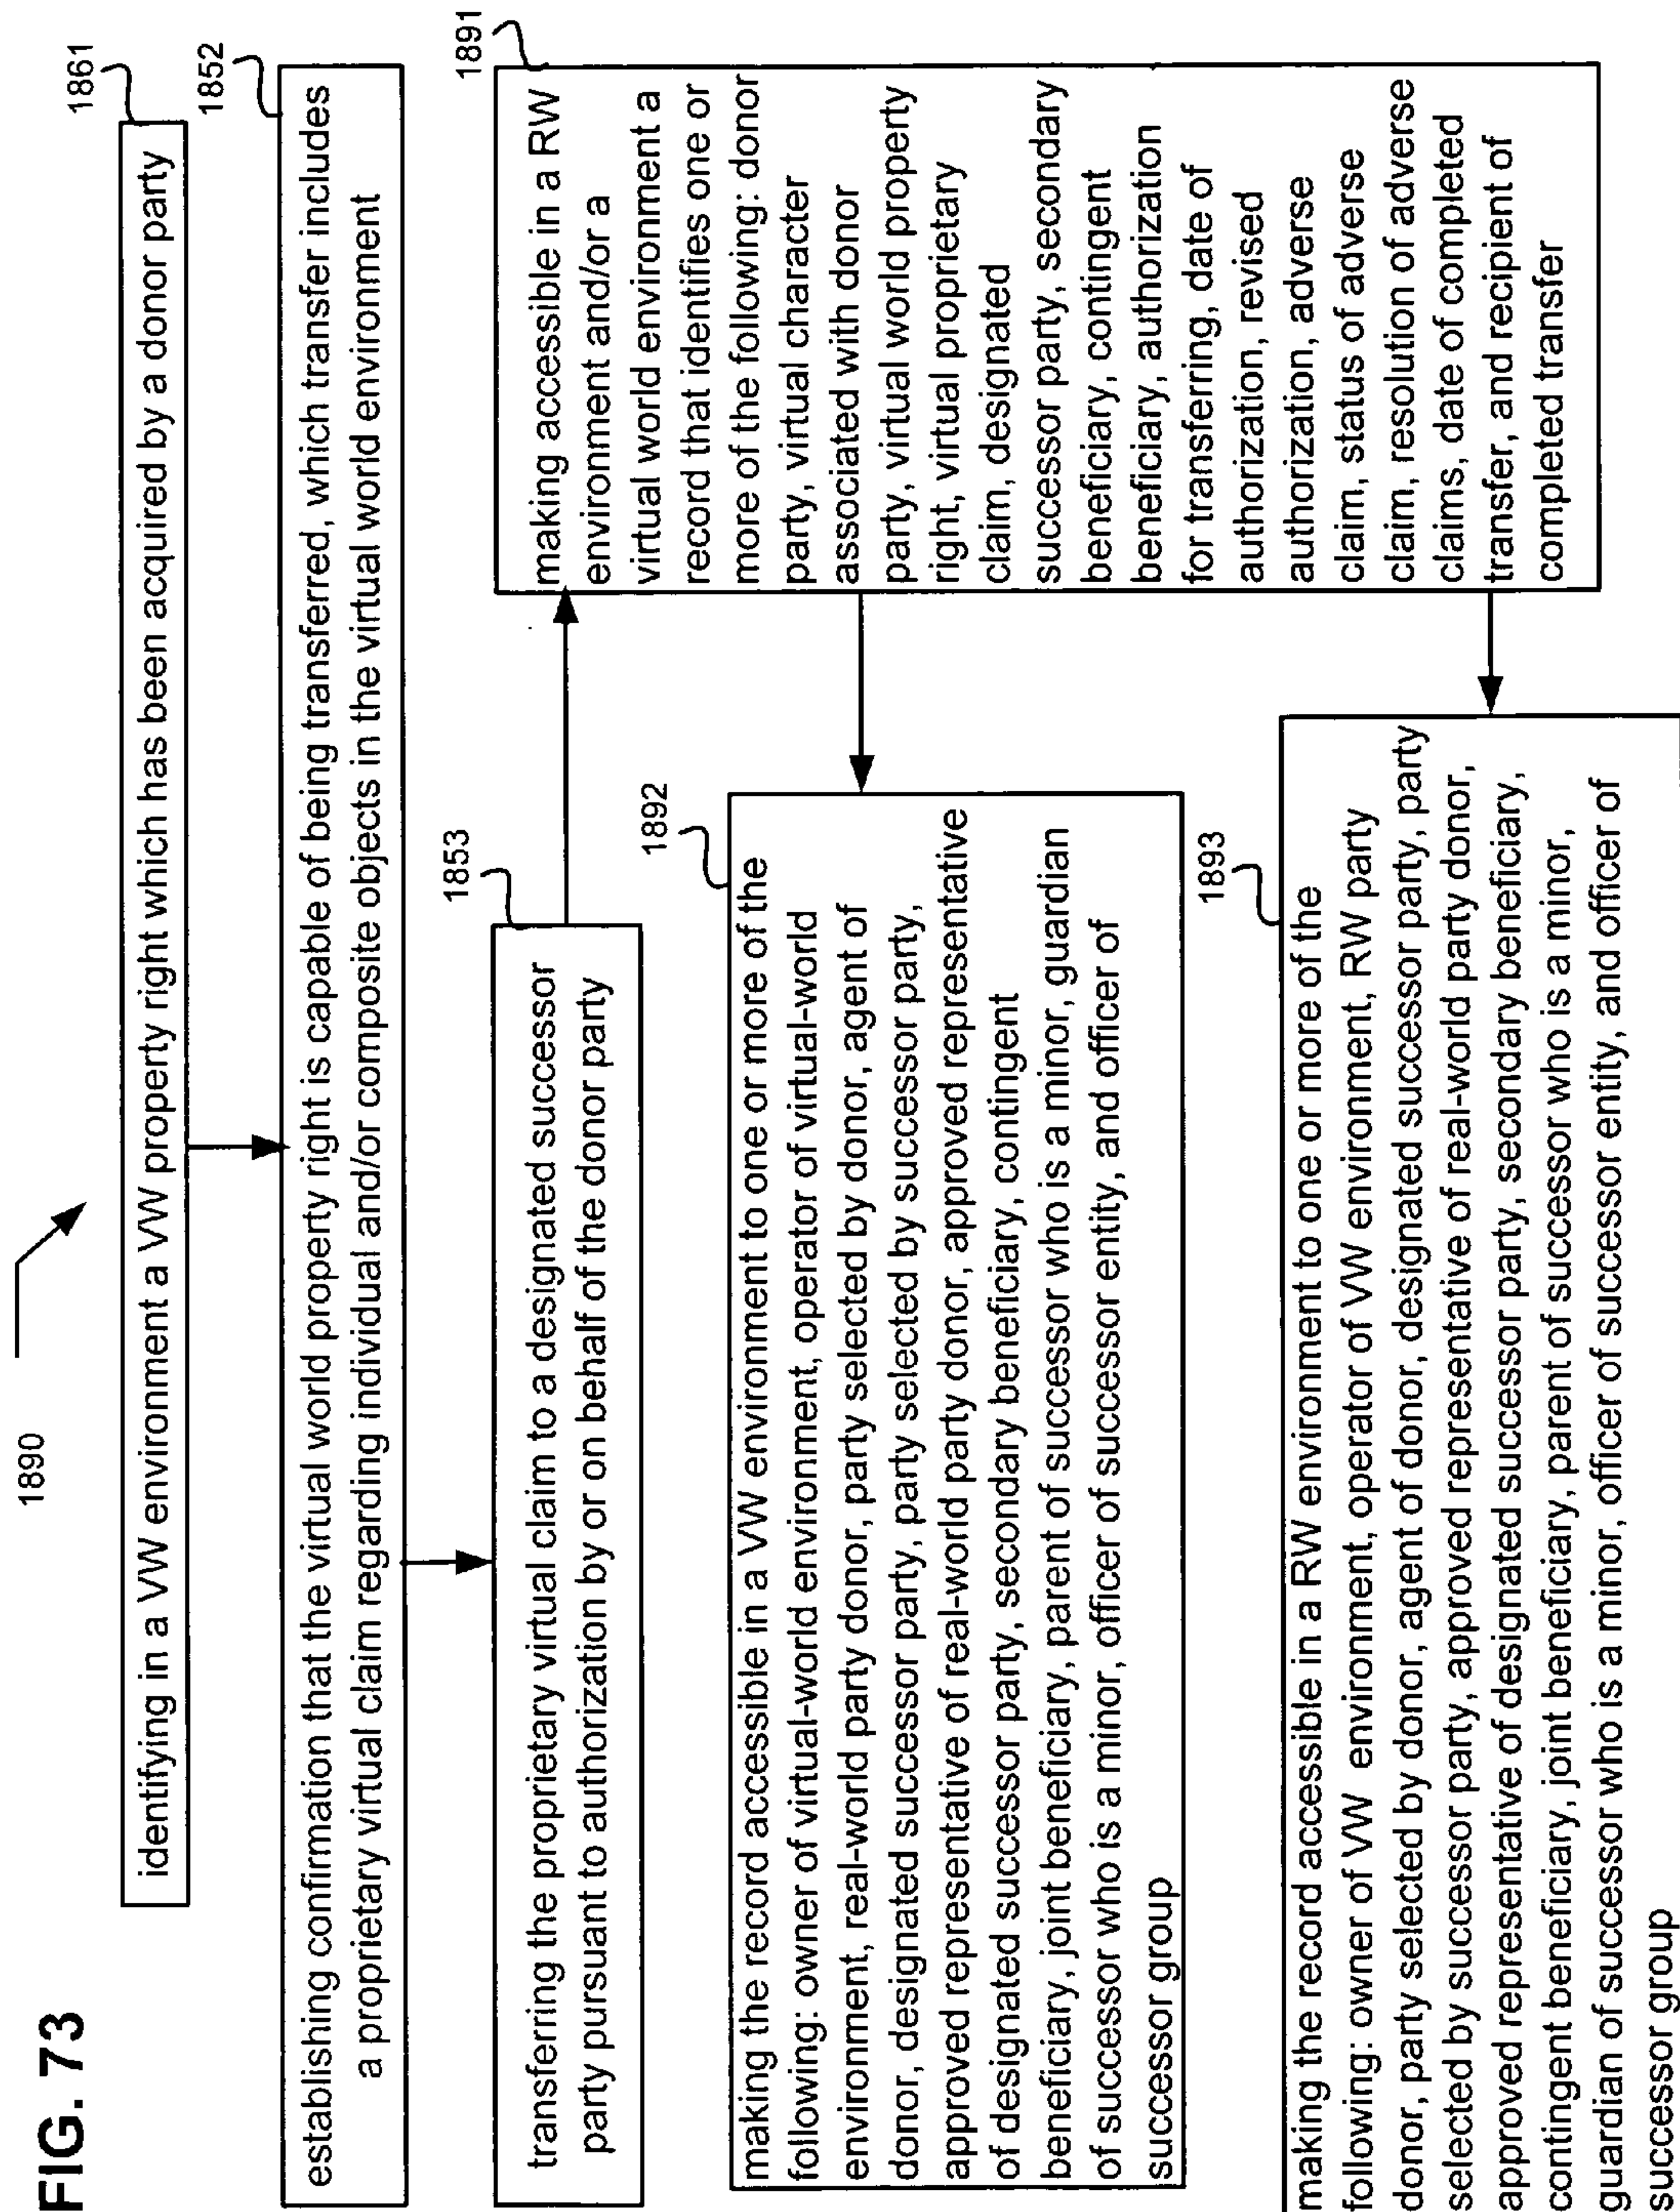 FIG. 73
1890
1861
identifying in a VW environment a VW property right which has been acquired by a donor party
1852
establishing confirmation that the virtual world property right is capable of being transferred, which transfer includes
a proprietary virtual claim regarding individual and/or composite objects in the virtual world environment
1853
transferring the proprietary virtual claim to a designated successor
party pursuant to authorization by or on behalf of the donor party
1891
making accessible in a RW
environment and/or a
virtual world environment a
record that identifies one or
more of the following: donor
party, virtual character
associated with donor
party, virtual world property
right, virtual proprietary
claim, designated
successor party, secondary
beneficiary, contingent
beneficiary, authorization
for transferring, date of
authorization, revised
authorization, adverse
claim, status of adverse
claim, resolution of adverse
claims, date of completed
transfer, and recipient of
completed transfer
1892
making the record accessible in a VW environment to one or more of the
following: owner of virtual-world environment, operator of virtual-world
environment, real-world party donor, party selected by donor, agent of
donor, designated successor party, party selected by successor party,
approved representative of real-world party donor, approved representative
of designated successor party, secondary beneficiary, contingent
beneficiary, joint beneficiary, parent of successor who is a minor, guardian
of successor who is a minor, officer of successor entity, and officer of
successor group
1893
making the record accessible in a RW environment to one or more of the
following: owner of VW environment, operator of VW environment, RW party
donor, party selected by donor, agent of donor, designated successor party, party
selected by successor party, approved representative of real-world party donor,
approved representative of designated successor party, secondary beneficiary,
contingent beneficiary, joint beneficiary, parent of successor who is a minor,
guardian of successor who is a minor, officer of successor entity, and officer of
successor group